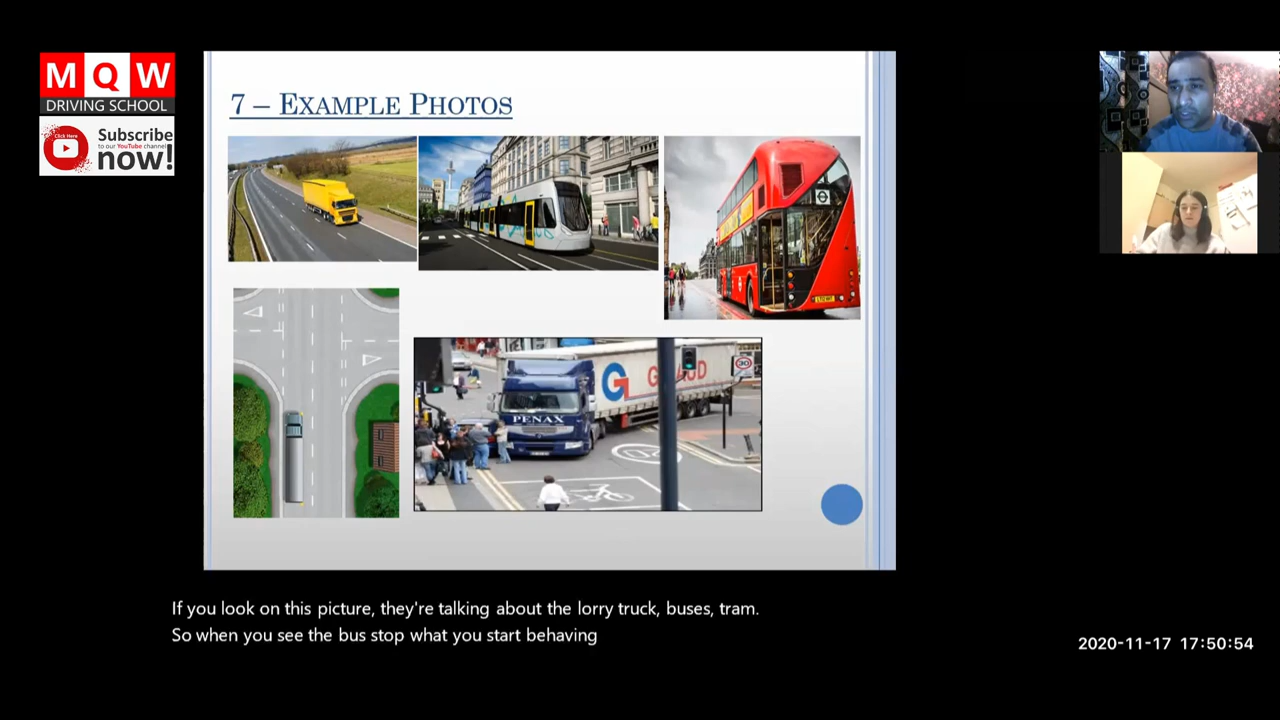 MQW
DRIVING SCHOOL
Click Here
Subscribe
to our YouTube channel
now!
7 – Example Photos
PENAX
30
If you look on this picture, they're talking about the lorry truck, buses, tram.
So when you see the bus stop what you start behaving
2020-11-17 17:50:54